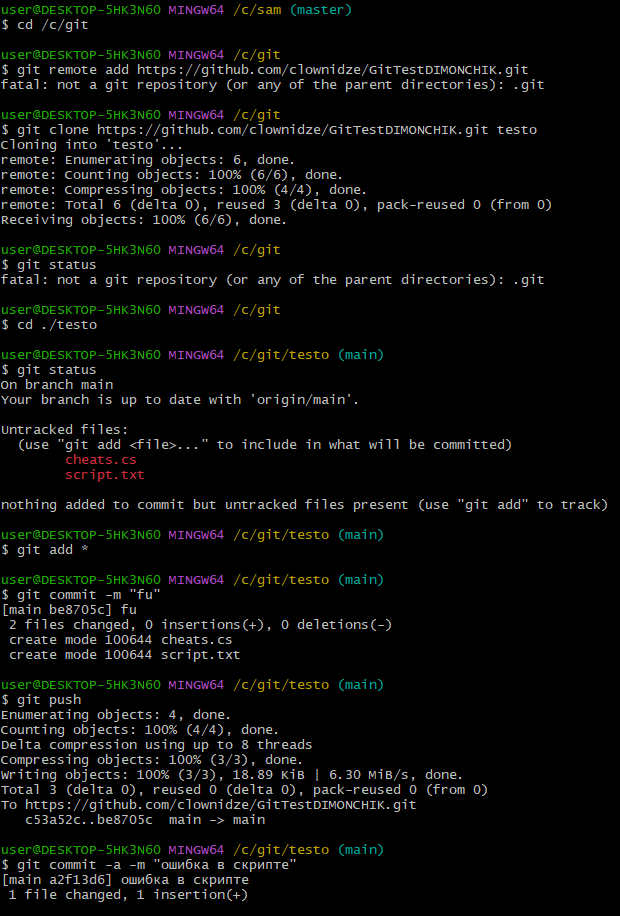 user@DESKTOP-5HK3N6O MINGW64 /c/sam (master)
$ cd /c/git
user@DESKTOP-5HK3N6O MINGW64 /c/git
$ git remote add https://github.com/clownidze/GitTestDIMONCHIK.git
fatal: not a git repository (or any of the parent directories): .git
user@DESKTOP-5HK3N6O MINGW64 /c/git
$ git clone https://github.com/clownidze/GitTestDIMONCHIK.git testo
Cloning into 'testo'...
remote: Enumerating objects: 6, done.
remote: Counting objects: 100% (6/6), done.
remote: Compressing objects: 100% (4/4), done.
remote: Total 6 (delta 0), reused 3 (delta 0), pack-reused 0 (from 0)
Receiving objects: 100% (6/6), done.
user@DESKTOP-5HK3N6O MINGW64 /c/git
$ git status
fatal: not a git repository (or any of the parent directories): .git
user@DESKTOP-5HK3N6O MINGW64 /c/git
$ cd ./testo
user@DESKTOP-5HK3N6O MINGW64 /c/git/testo (main)
$ git status
On branch main
Your branch is up to date with 'origin/main'.
Untracked files:
(use "git add <file>..." to include in what will be committed)
cheats.cs
script.txt
nothing added to commit but untracked files present (use "git add" to track)
user@DESKTOP-5HK3N6O MINGW64 /c/git/testo (main)
$ git add *
user@DESKTOP-5HK3N6O MINGW64 /c/git/testo (main)
$ git commit -m "fu"
[main be8705c] fu
2 files changed, 0 insertions(+), 0 deletions(-)
create mode 100644 cheats.cs
create mode 100644 script.txt
user@DESKTOP-5HK3N6O MINGW64 /c/git/testo (main)
$ git push
Enumerating objects: 4, done.
Counting objects: 100% (4/4), done.
Delta compression using up to 8 threads
Compressing objects: 100% (3/3), done.
Writing objects: 100% (3/3), 18.89 KiB | 6.30 MiB/s, done.
Total 3 (delta 0), reused 0 (delta 0), pack-reused 0 (from 0)
To https://github.com/clownidze/GitTestDIMONCHIK.git
c53a52c..be8705c  main -> main
user@DESKTOP-5HK3N6O MINGW64 /c/git/testo (main)
$ git commit -a -m "ошибка в скрипте"
[main a2f13d6] ошибка в скрипте
1 file changed, 1 insertion(+)